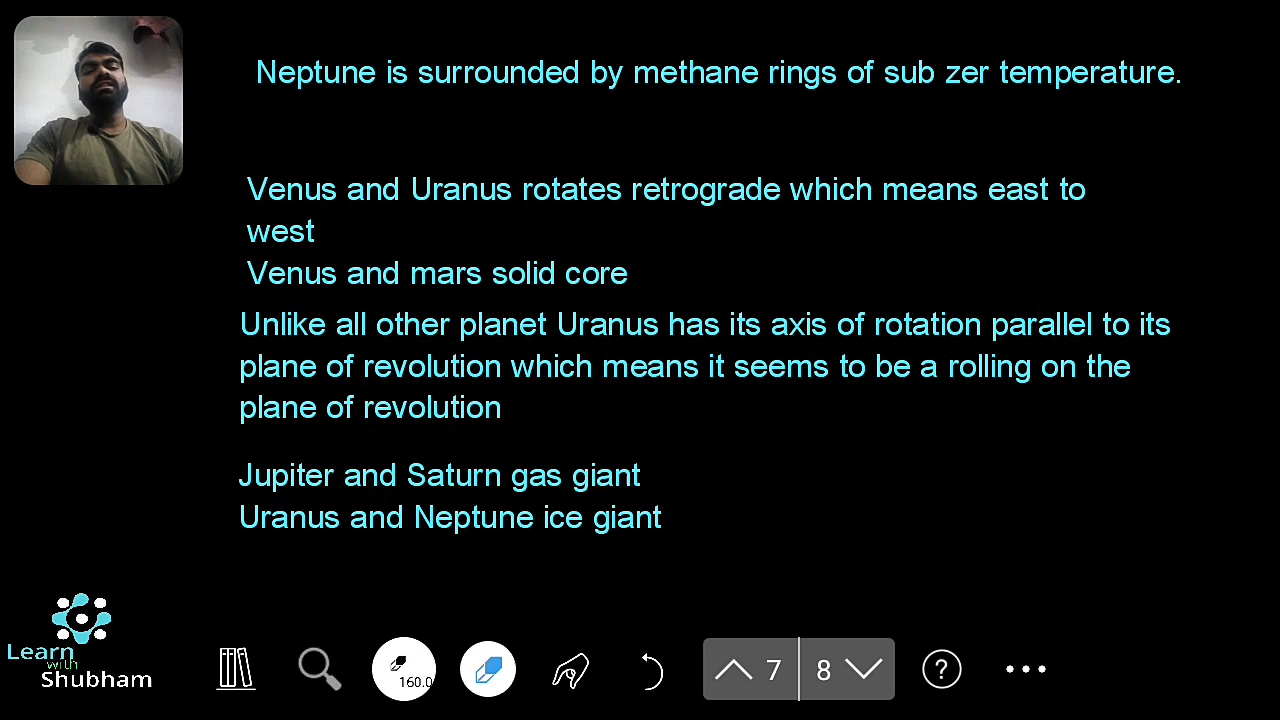 Neptune is surrounded by methane rings of sub zer temperature.
Venus and Uranus rotates retrograde which means east to
west
Venus and mars solid core
Unlike all other planet Uranus has its axis of rotation parallel to its
plane of revolution which means it seems to be a rolling on the
plane of revolution
Jupiter and Saturn gas giant
Uranus and Neptune ice giant
Learn
with
Shubham
160.0
7
8
?